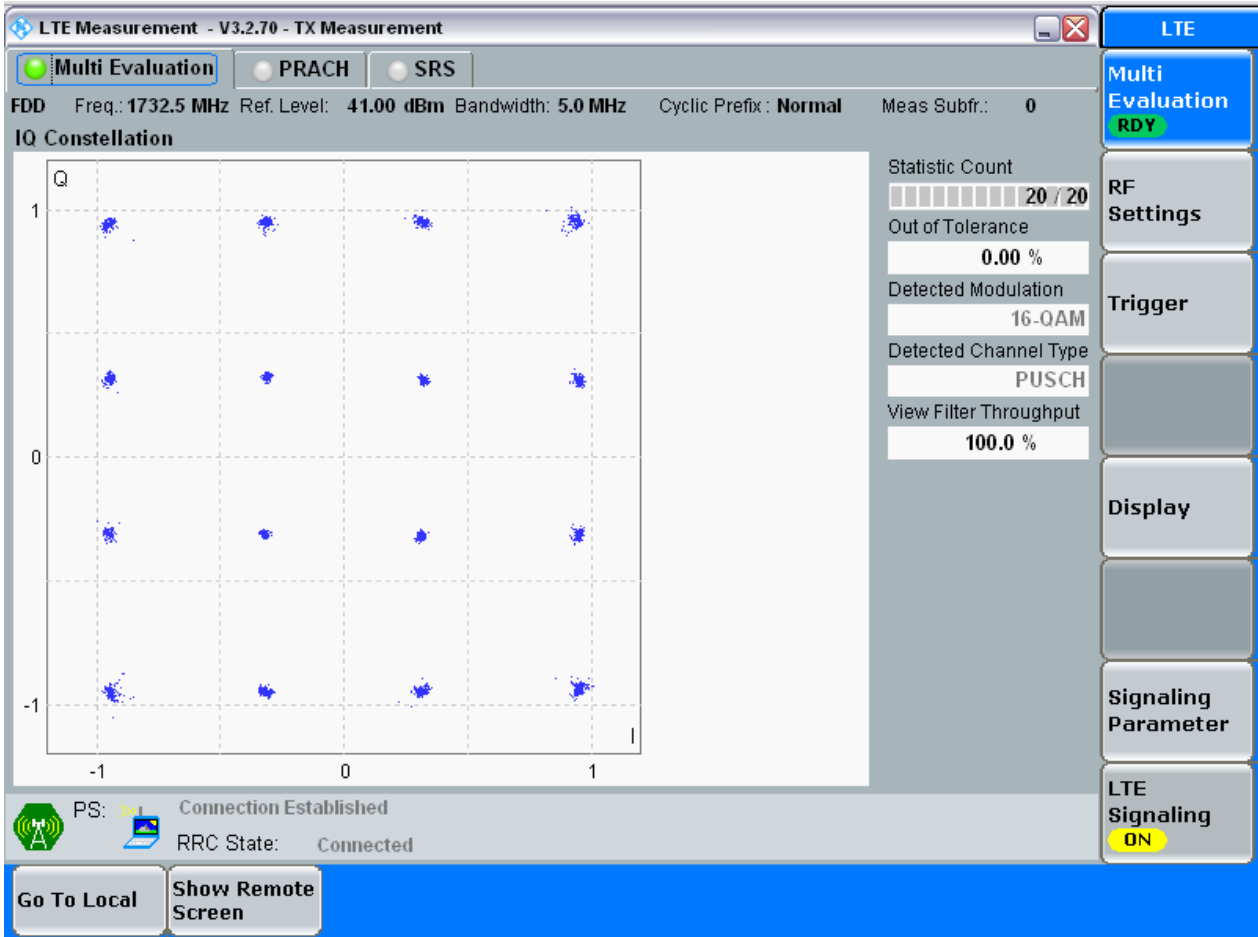 LTE Measurement - V3.2.70 - TX Measurement
LTE
Multi Evaluation PRACH SRS
FDD Freq.: 1732.5 MHz Ref. Level: 41.00 dBm Bandwidth: 5.0 MHz Cyclic Prefix : Normal Meas Subfr.: 0
IQ Constellation
Q
1
0
-1
I
-1 0 1
Statistic Count
20 / 20
Out of Tolerance
0.00 %
Detected Modulation
16-QAM
Detected Channel Type
PUSCH
View Filter Throughput
100.0 %
Multi
Evaluation
RDY
RF
Settings
Trigger
Display
Signaling
Parameter
LTE
Signaling
ON
PS: Connection Established
RRC State: Connected
Go To Local
Show Remote
Screen